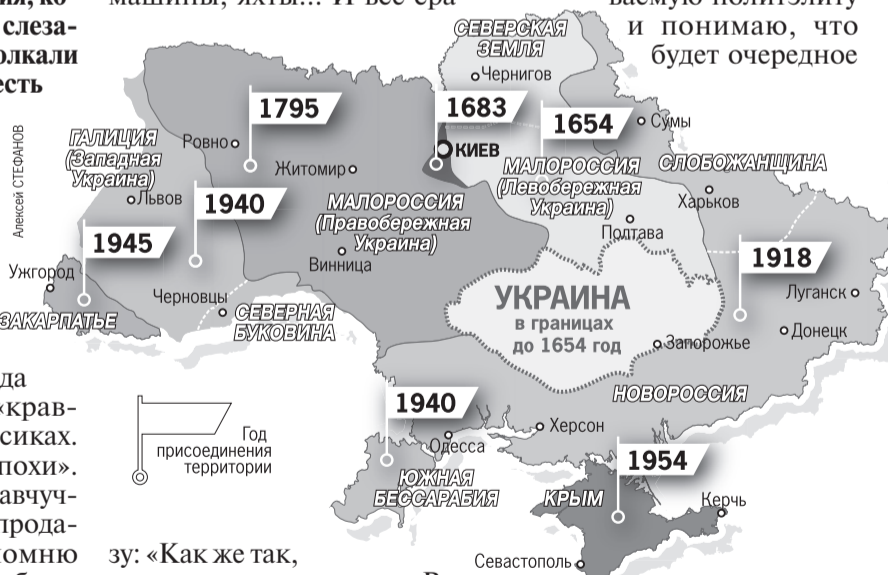 машины, яхты... И все
ваемую политэлиту
и понимаю, что
будет очередное
слеза-
олкали
есть
Алексей СТЕФАНОВ
СЕВЕРСКАЯ
ЗЕМЛЯ
Чернигов
1795
1683
1654
Сумы
ГАЛИЦИЯ
(Западная
Украина)
Ровно
КИЕВ
Житомир
МАЛОРОССИЯ
(Левобережная
Украина)
СЛОБОЖАНЩИНА
Львов
1940
МАЛОРОССИЯ
(Правобережная
Украина)
Харьков
Полтава
1945
Винница
1918
Ужгород
Черновцы
СЕВЕРНАЯ
БУКОВИНА
ЗАКАРПАТЬЕ
УКРАИНА
в границах
до 1654 год
Луганск
Донецк
Запорожье
НОВОРОССИЯ
да
«крав-
сиках.
похи».
авчуч-
прода-
помню
Год
присоединения
территории
1940
Херсон
Одесса
ЮЖНАЯ
БЕССАРАБИЯ
1954
КРЫМ
Керчь
Севастополь
зу: «Как же так,